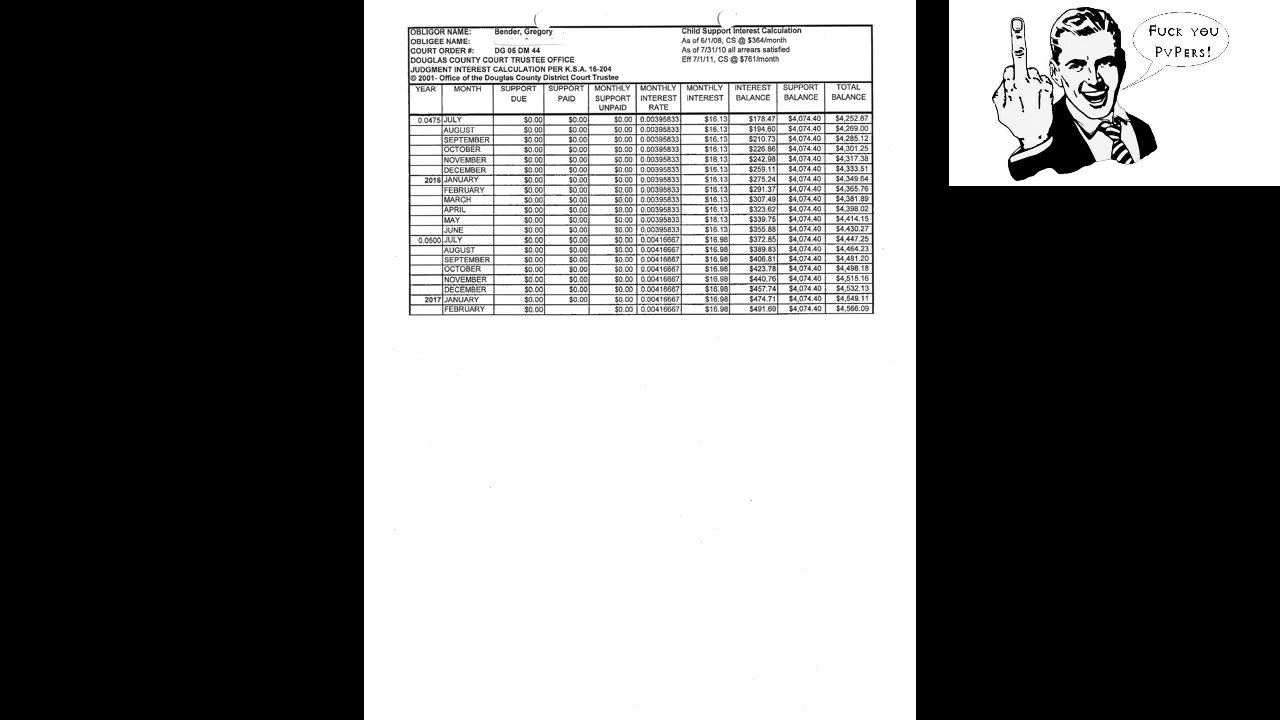 OBLIGOR NAME: Bender, Gregory Child Support Interest Calculation
OBLIGEE NAME: As of 6/1/08, CS @ $364/month
COURT ORDER #: DG 05 DM 44 As of 7/31/10 all arrears satisfied
DOUGLAS COUNTY COURT TRUSTEE OFFICE Eff 7/1/11, CS @ $761/month
JUDGMENT INTEREST CALCULATION PER K.S.A. 16-204
© 2001- Office of the Douglas County District Court Trustee
YEAR MONTH SUPPORT SUPPORT MONTHLY MONTHLY MONTHLY INTEREST SUPPORT TOTAL
DUE PAID SUPPORT INTEREST INTEREST BALANCE BALANCE BALANCE
UNPAID RATE
0.0475 JULY $0.00 $0.00 $0.00 0.00395833 $16.13 $178.47 $4,074.40 $4,252.87
AUGUST $0.00 $0.00 $0.00 0.00395833 $16.13 $194.60 $4,074.40 $4,269.00
SEPTEMBER $0.00 $0.00 $0.00 0.00395833 $16.13 $210.73 $4,074.40 $4,285.12
OCTOBER $0.00 $0.00 $0.00 0.00395833 $16.13 $226.86 $4,074.40 $4,301.25
NOVEMBER $0.00 $0.00 $0.00 0.00395833 $16.13 $242.98 $4,074.40 $4,317.38
DECEMBER $0.00 $0.00 $0.00 0.00395833 $16.13 $259.11 $4,074.40 $4,333.51
2016 JANUARY $0.00 $0.00 $0.00 0.00395833 $16.13 $275.24 $4,074.40 $4,349.64
FEBRUARY $0.00 $0.00 $0.00 0.00395833 $16.13 $291.37 $4,074.40 $4,365.76
MARCH $0.00 $0.00 $0.00 0.00395833 $16.13 $307.49 $4,074.40 $4,381.89
APRIL $0.00 $0.00 $0.00 0.00395833 $16.13 $323.62 $4,074.40 $4,398.02
MAY $0.00 $0.00 $0.00 0.00395833 $16.13 $339.75 $4,074.40 $4,414.15
JUNE $0.00 $0.00 $0.00 0.00395833 $16.13 $355.88 $4,074.40 $4,430.27
0.0500 JULY $0.00 $0.00 $0.00 0.00416667 $16.98 $372.85 $4,074.40 $4,447.25
AUGUST $0.00 $0.00 $0.00 0.00416667 $16.98 $389.83 $4,074.40 $4,464.23
SEPTEMBER $0.00 $0.00 $0.00 0.00416667 $16.98 $406.81 $4,074.40 $4,481.20
OCTOBER $0.00 $0.00 $0.00 0.00416667 $16.98 $423.78 $4,074.40 $4,498.18
NOVEMBER $0.00 $0.00 $0.00 0.00416667 $16.98 $440.76 $4,074.40 $4,515.16
DECEMBER $0.00 $0.00 $0.00 0.00416667 $16.98 $457.74 $4,074.40 $4,532.13
2017 JANUARY $0.00 $0.00 $0.00 0.00416667 $16.98 $474.71 $4,074.40 $4,549.11
FEBRUARY $0.00 $0.00 0.00416667 $16.98 $491.69 $4,074.40 $4,566.09
FUCK YOU
PVPERS!